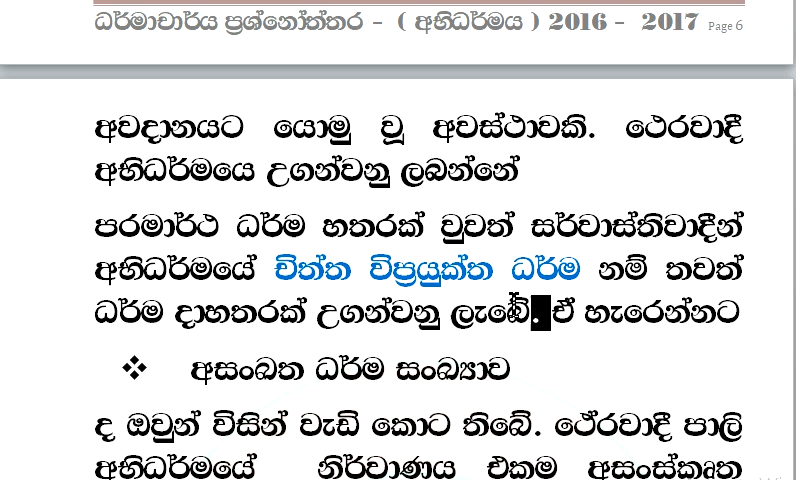 ධර්මාචාර්ය ප්‍රශ්නෝත්තර - ( අභිධර්මය ) 2016 - 2017 Page 6
අවදානයට යොමු වූ අවස්ථාවකි. ථෙරවාදී
අභිධර්මයෙ උගන්වනු ලබන්නේ
පරමාර්ථ ධර්ම හතරක් වුවත් සර්වාස්තිවාදීන්
අභිධර්මයේ චිත්ත විප්‍රයුක්ත ධර්ම නම් තවත්
ධර්ම දාහතරක් උගන්වනු ලැබේ. ඒ හැරෙන්නට
❖ අසංඛත ධර්ම සංඛ්‍යාව
ද ඔවුන් විසින් වැඩි කොට තිබේ. ථේරවාදී පාලි
අභිධර්මයේ නිර්වාණය එකම අසංස්කෘත